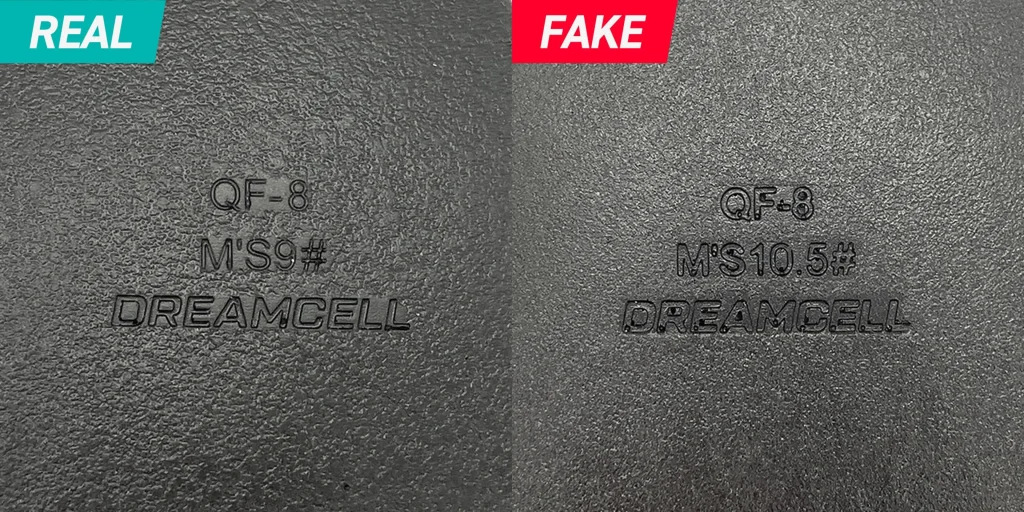 REAL
QF-8
M'S9#
DREAMCELL
FAKE
QF-8
M'S10.5#
DREAMCELL